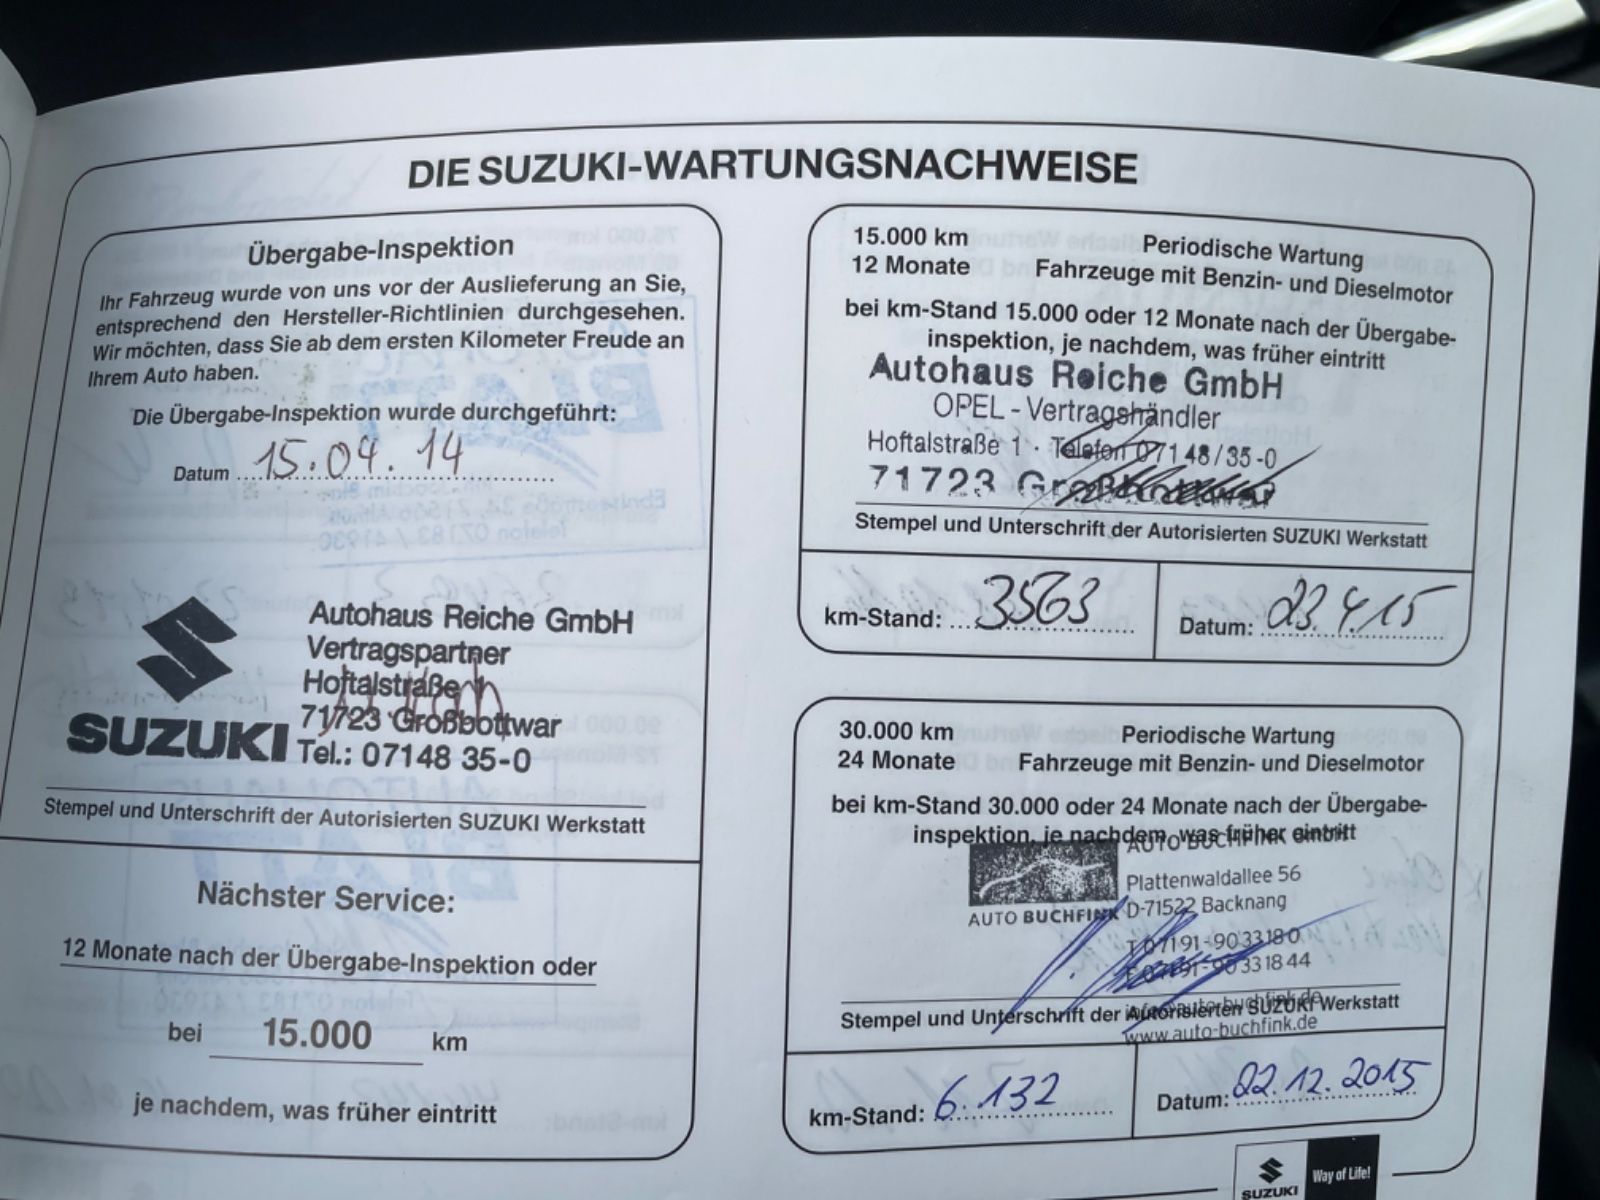 DIE SUZUKI-WARTUNGSNACHWEISE
Übergabe-Inspektion
Ihr Fahrzeug wurde von uns vor der Auslieferung an Sie,
entsprechend den Hersteller-Richtlinien durchgesehen.
Wir möchten, dass Sie ab dem ersten Kilometer Freude an
Ihrem Auto haben.
Die Übergabe-Inspektion wurde durchgeführt:
Datum 15.04.14
SUZUKI
Autohaus Reiche GmbH
Vertragspartner
Hoftalstraße 1
71723 Großbottwar
Tel.: 07148 35-0
Stempel und Unterschrift der Autorisierten SUZUKI Werkstatt
Nächster Service:
12 Monate nach der Übergabe-Inspektion oder
bei 15.000 km
je nachdem, was früher eintritt
15.000 km Periodische Wartung
12 Monate Fahrzeuge mit Benzin- und Dieselmotor
bei km-Stand 15.000 oder 12 Monate nach der Übergabe-
inspektion, je nachdem, was früher eintritt
Autohaus Reiche GmbH
OPEL - Vertragshändler
Hoftalstraße 1 · Telefon 07148/35-0
71723 Großbottwar
Stempel und Unterschrift der Autorisierten SUZUKI Werkstatt
km-Stand: 3563 Datum: 23.4.15
30.000 km Periodische Wartung
24 Monate Fahrzeuge mit Benzin- und Dieselmotor
bei km-Stand 30.000 oder 24 Monate nach der Übergabe-
inspektion, je nachdem, was früher eintritt
AUTO BUCHFINK GmbH
Plattenwaldallee 56
D-71522 Backnang
AUTO BUCHFINK
T 07191-9033180
F 07191-90331844
info@auto-buchfink.de
www.auto-buchfink.de
Stempel und Unterschrift der Autorisierten SUZUKI Werkstatt
km-Stand: 6.132 Datum: 22.12.2015
SUZUKI
Way of Life!